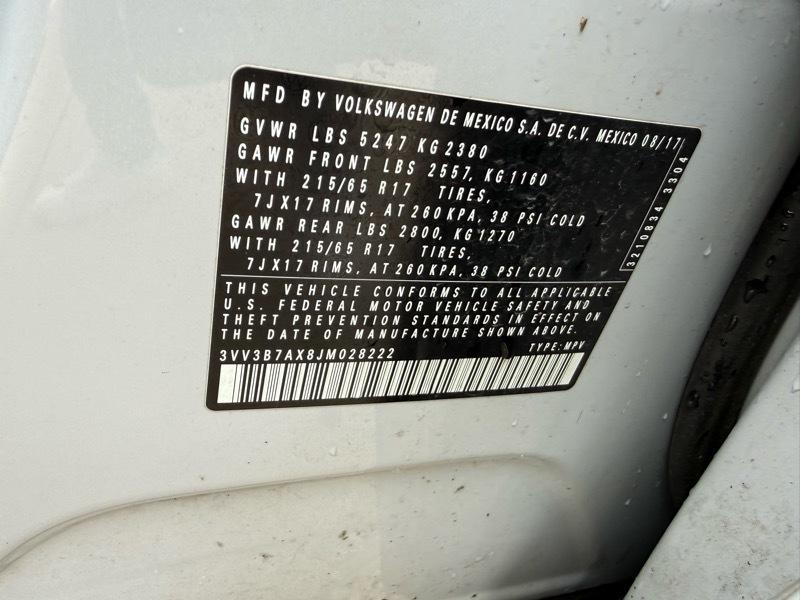 MFD BY VOLKSWAGEN DE MEXICO S.A. DE C.V. MEXICO 08/17
GVWR LBS 5247 KG 2380
GAWR FRONT LBS 2557, KG 1160
WITH 215/65 R17 TIRES,
7JX17 RIMS, AT 260 KPA, 38 PSI COLD
GAWR REAR LBS 2800, KG 1270
WITH 215/65 R17 TIRES,
7JX17 RIMS, AT 260 KPA, 38 PSI COLD
3210834 3304
THIS VEHICLE CONFORMS TO ALL APPLICABLE
U.S. FEDERAL MOTOR VEHICLE SAFETY AND
THEFT PREVENTION STANDARDS IN EFFECT ON
THE DATE OF MANUFACTURE SHOWN ABOVE.
3VV3B7AX8JM028222 TYPE: MPV